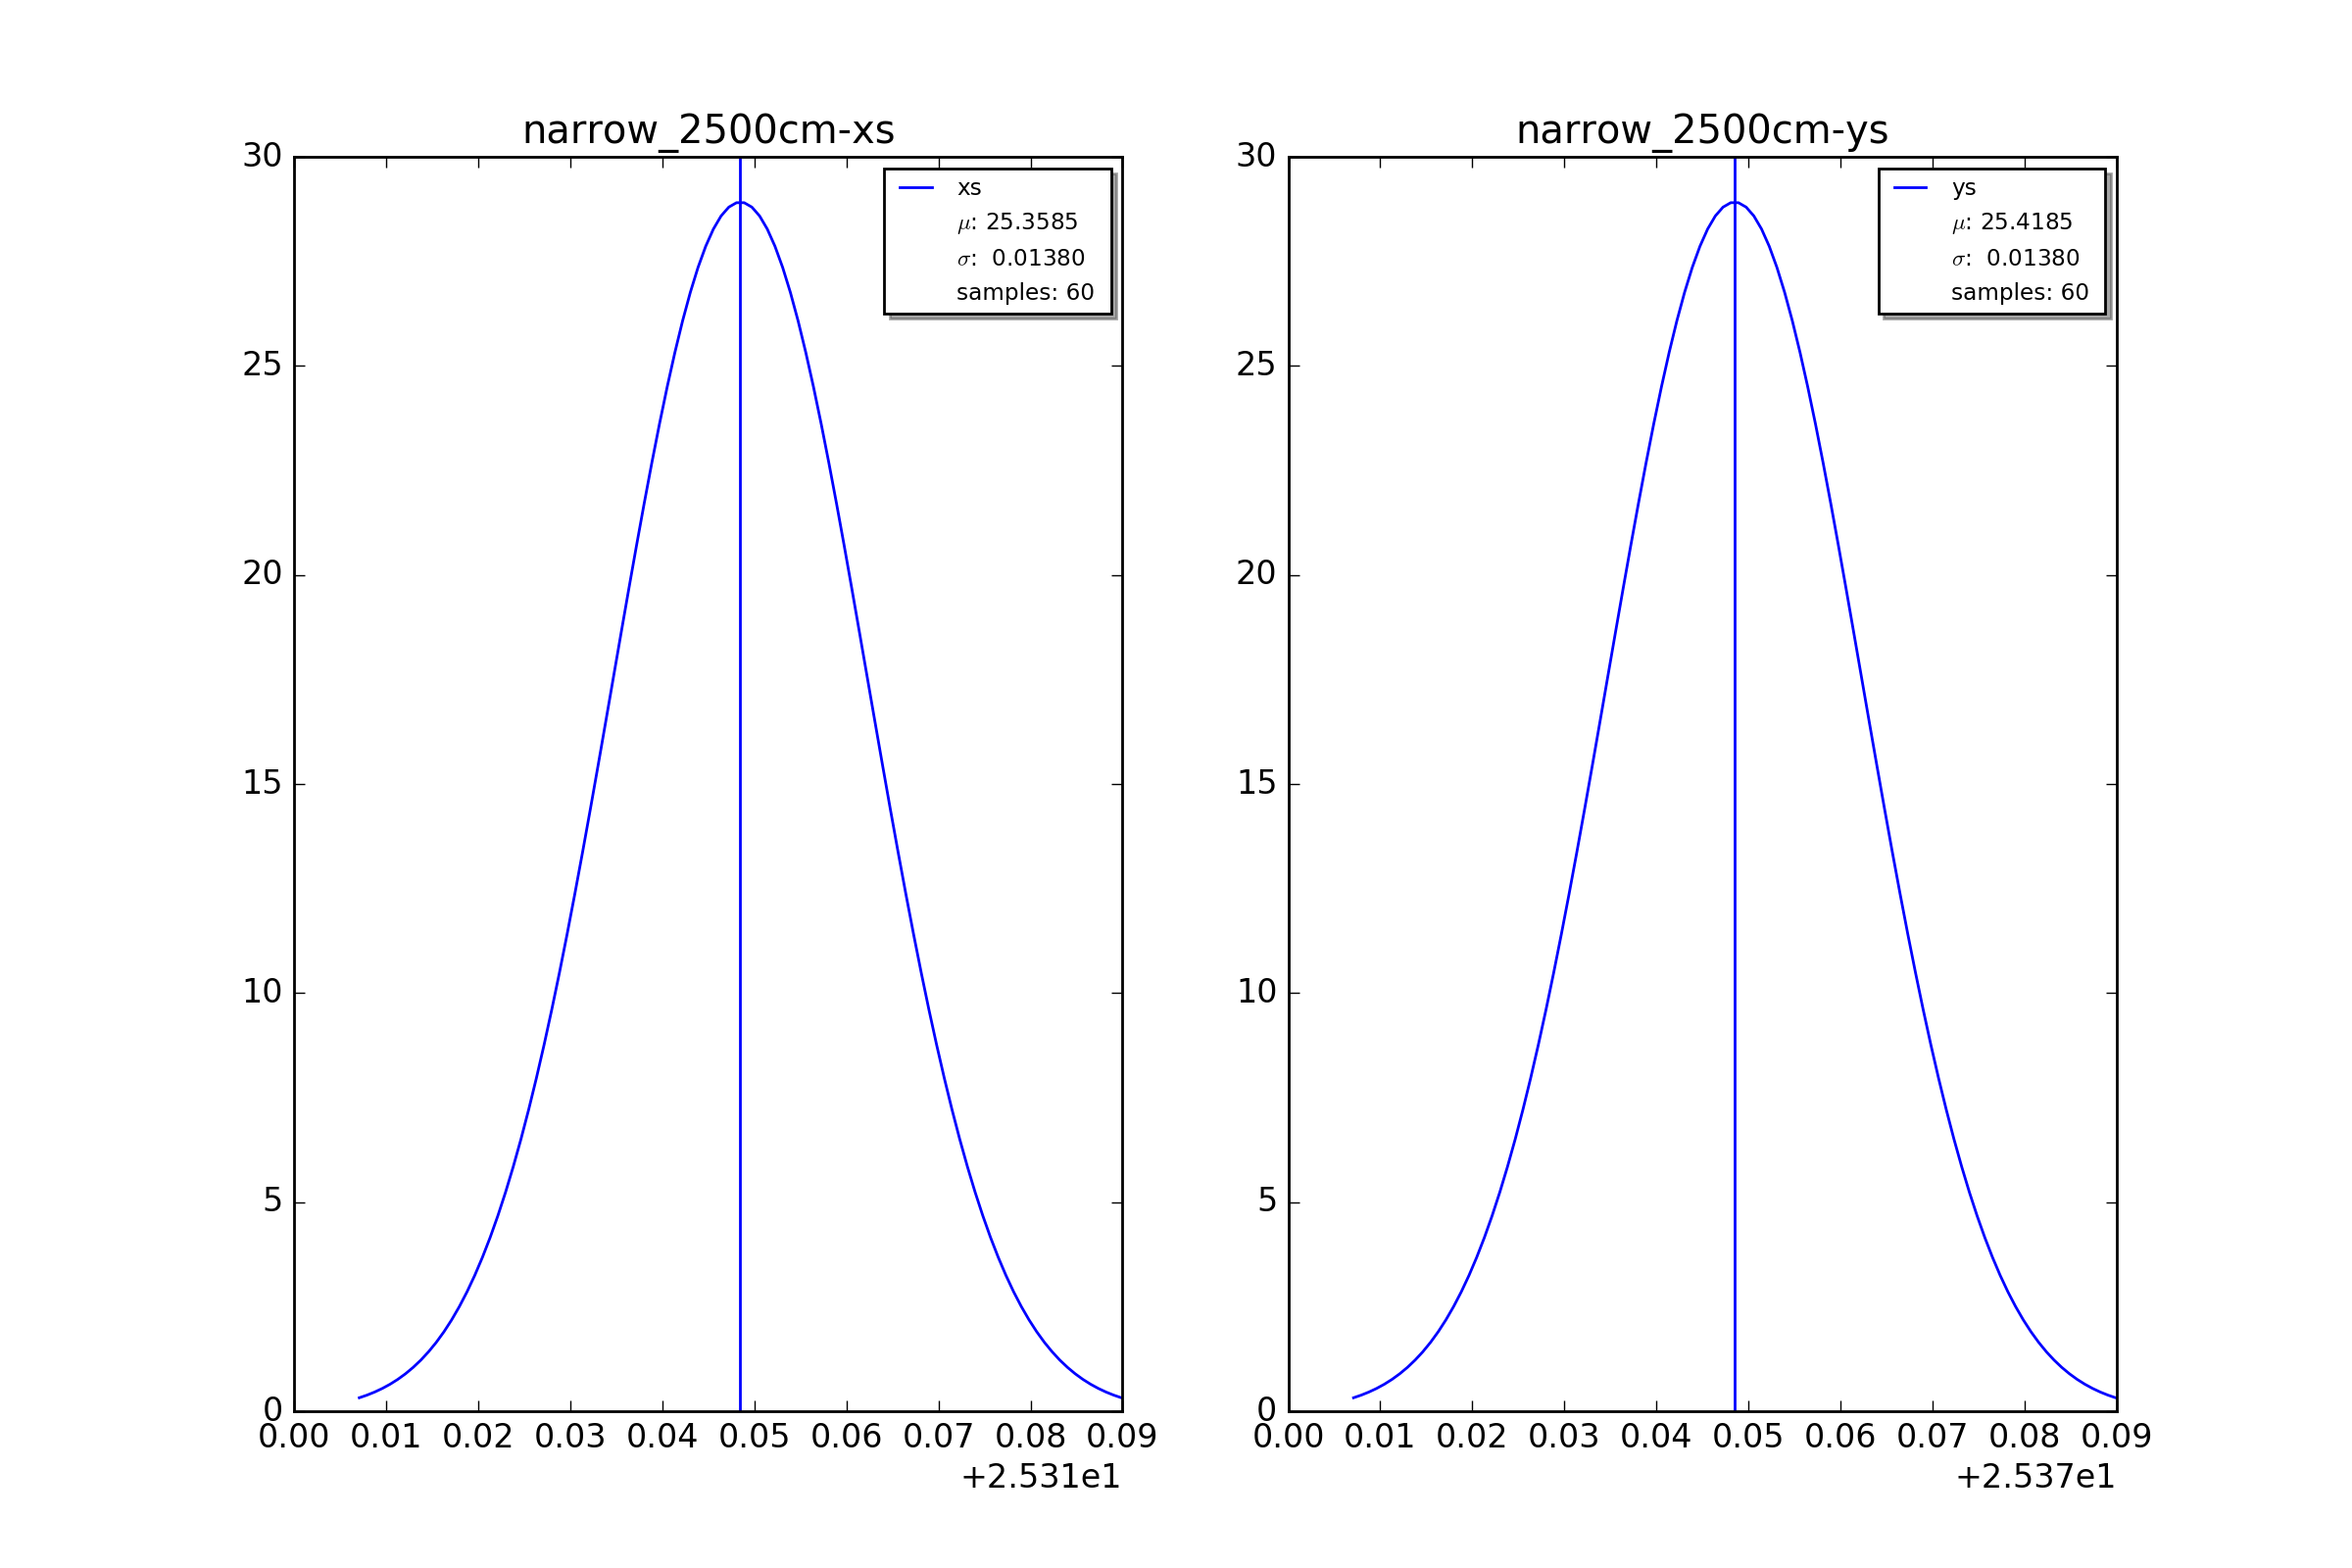 narrow_2500cm-xs
30
25
20
15
10
5
0
xs
μ: 25.3585
σ: 0.01380
samples: 60
0.00 0.01 0.02 0.03 0.04 0.05 0.06 0.07 0.08 0.09
+2.531e1
narrow_2500cm-ys
30
25
20
15
10
5
0
ys
μ: 25.4185
σ: 0.01380
samples: 60
0.00 0.01 0.02 0.03 0.04 0.05 0.06 0.07 0.08 0.09
+2.537e1